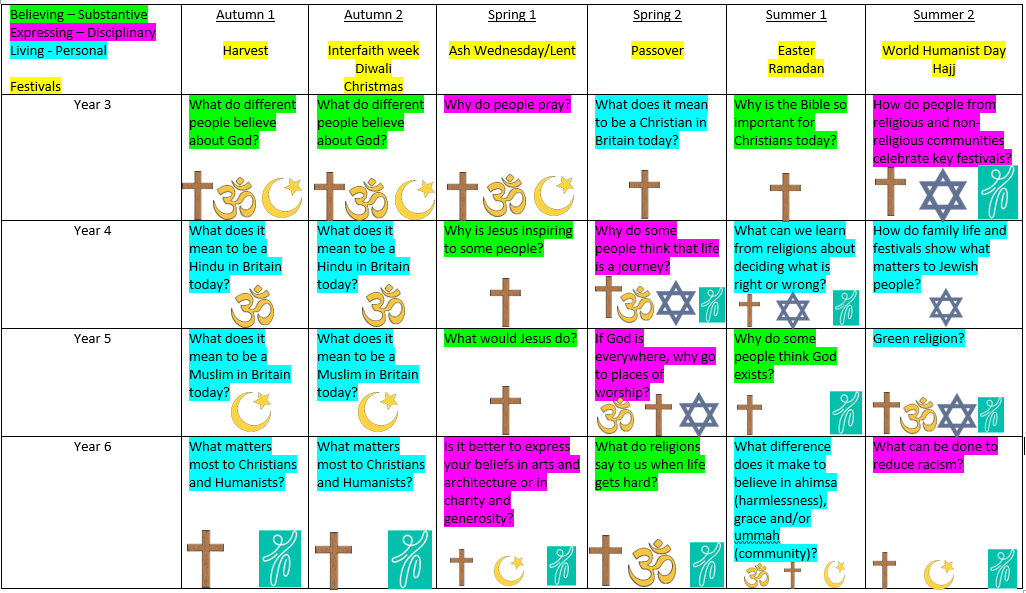 Believing – Substantive
Expressing – Disciplinary
Living - Personal
Festivals
Autumn 1
Harvest
Autumn 2
Interfaith week
Diwali
Christmas
Spring 1
Ash Wednesday/Lent
Spring 2
Passover
Summer 1
Easter
Ramadan
Summer 2
World Humanist Day
Hajj
Year 3
What do different
people believe
about God?
What do different
people believe
about God?
Why do people pray?
What does it mean
to be a Christian in
Britain today?
Why is the Bible so
important for
Christians today?
How do people from
religious and non-
religious communities
celebrate key festivals?
Year 4
What does it
mean to be a
Hindu in Britain
today?
What does it
mean to be a
Hindu in Britain
today?
Why is Jesus inspiring
to some people?
Why do some
people think that life
is a journey?
What can we learn
from religions about
deciding what is
right or wrong?
How do family life and
festivals show what
matters to Jewish
people?
Year 5
What does it
mean to be a
Muslim in Britain
today?
What does it
mean to be a
Muslim in Britain
today?
What would Jesus do?
If God is
everywhere, why go
to places of
worship?
Why do some
people think God
exists?
Green religion?
Year 6
What matters
most to Christians
and Humanists?
What matters
most to Christians
and Humanists?
Is it better to express
your beliefs in arts and
architecture or in
charity and
generosity?
What do religions
say to us when life
gets hard?
What difference
does it make to
believe in ahimsa
(harmlessness),
grace and/or
ummah
(community)?
What can be done to
reduce racism?